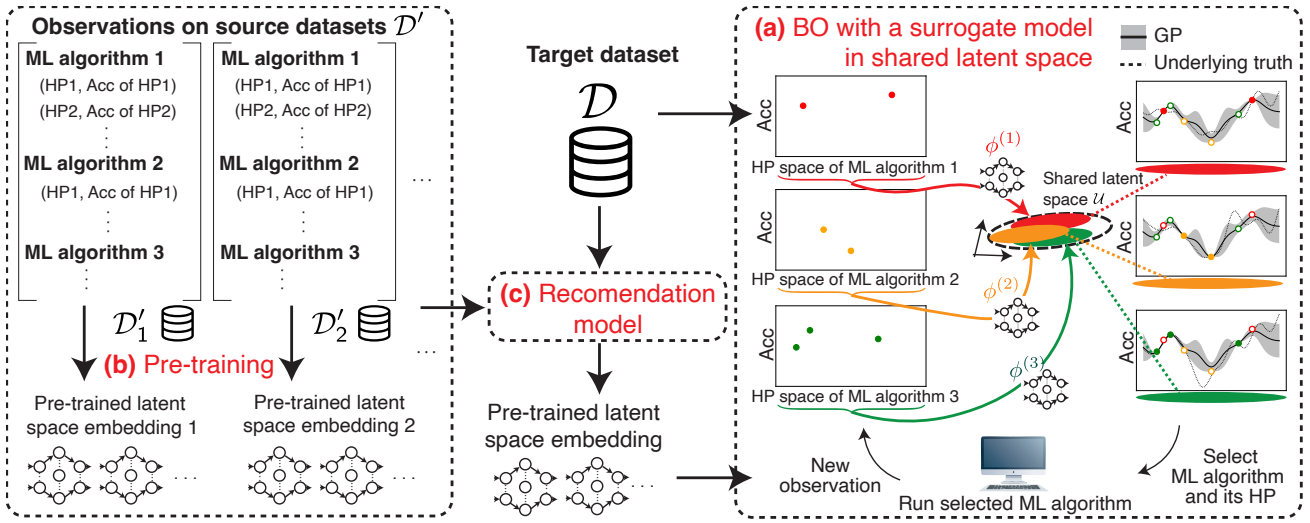 Observations on source datasets 𝒟′
ML algorithm 1
(HP1, Acc of HP1)
(HP2, Acc of HP2)
⋮
ML algorithm 2
(HP1, Acc of HP1)
⋮
ML algorithm 3
⋮
ML algorithm 1
(HP1, Acc of HP1)
(HP2, Acc of HP2)
⋮
ML algorithm 2
(HP1, Acc of HP1)
⋮
ML algorithm 3
⋮
...
𝒟′₁
𝒟′₂
...
(b) Pre-training
Pre-trained latent
space embedding 1
...
Pre-trained latent
space embedding 2
...
Target dataset
𝒟
(c) Recomendation
model
Pre-trained latent
space embedding
...
(a) BO with a surrogate model
in shared latent space
Acc
HP space of ML algorithm 1
Acc
HP space of ML algorithm 2
Acc
HP space of ML algorithm 3
ϕ⁽¹⁾
ϕ⁽²⁾
ϕ⁽³⁾
Shared latent
space 𝒰
GP
Underlying truth
Acc
Acc
Acc
New
observation
Run selected ML algorithm
Select
ML algorithm
and its HP